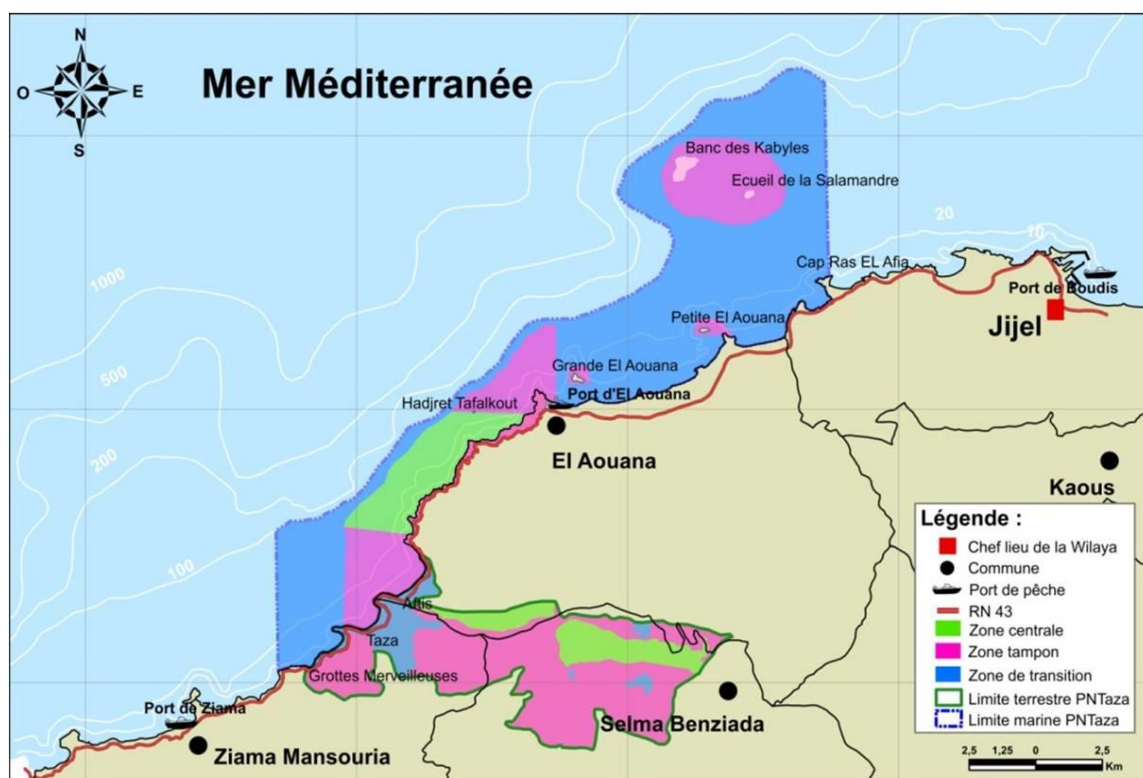 N
O
E
S
Mer Méditerranée
Banc des Kabyles
Ecueil de la Salamandre
20
10
Cap Ras EL Afia
Port de Boudis
Jijel
1000
Petite El Aouana
500
Grande El Aouana
Port d'El Aouana
Hadjret Tafalkout
200
El Aouana
Kaous
100
Aftis
Taza
Grottes Merveilleuses
Port de Ziama
Selma Benziada
Ziama Mansouria
Légende :
Chef lieu de la Wilaya
Commune
Port de pêche
RN 43
Zone centrale
Zone tampon
Zone de transition
Limite terrestre PNTaza
Limite marine PNTaza
2,5 1,25 0 2,5
Km